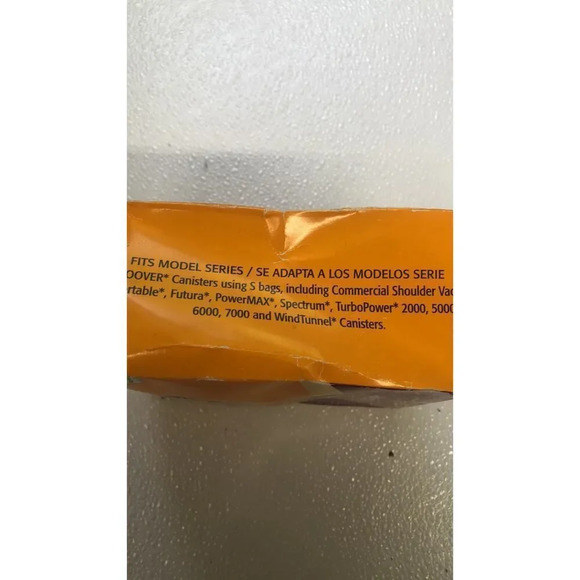 FITS MODEL SERIES / SE ADAPTA A LOS MODELOS SERIE
OOVER* Canisters using S bags, including Commercial Shoulder Vac
rtable*, Futura*, PowerMAX*, Spectrum*, TurboPower* 2000, 5000
6000, 7000 and WindTunnel* Canisters.